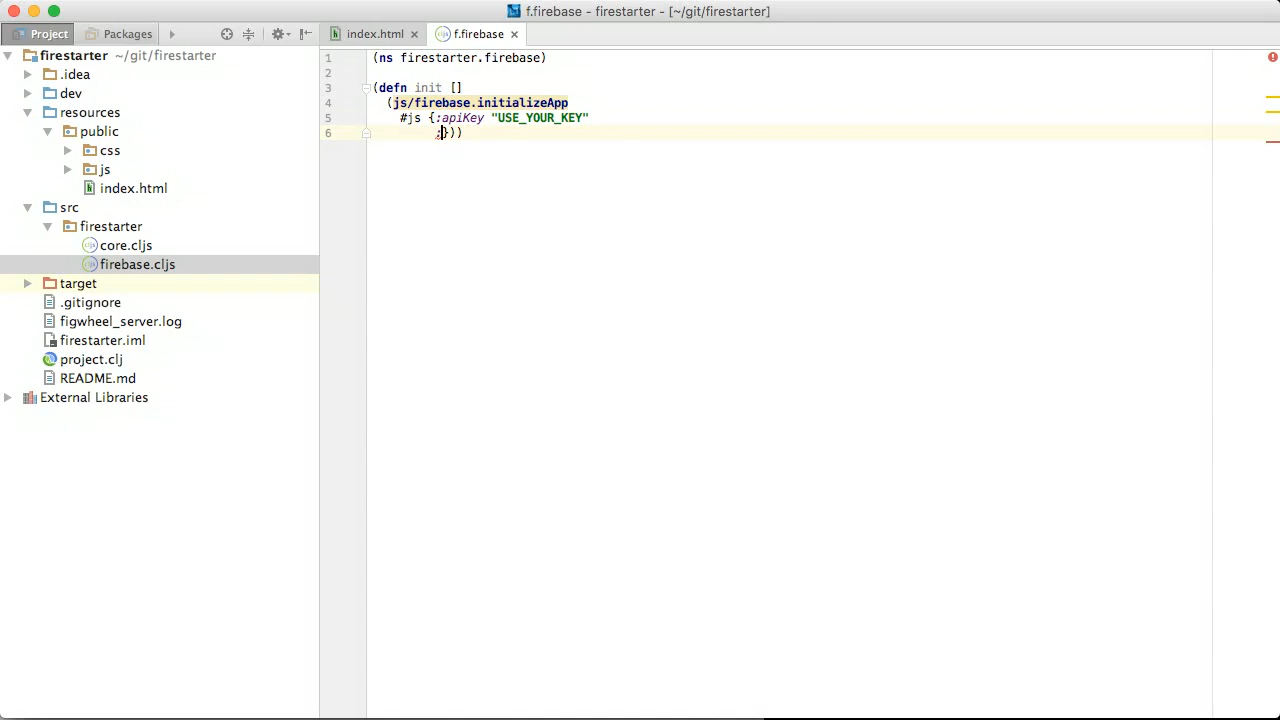 f.firebase - firestarter - [~/git/firestarter]
Project Packages
index.html f.firebase
firestarter ~/git/firestarter
.idea
dev
resources
public
css
js
index.html
src
firestarter
core.cljs
firebase.cljs
target
.gitignore
figwheel_server.log
firestarter.iml
project.clj
README.md
External Libraries
1 (ns firestarter.firebase)
2
3 (defn init []
4 (js/firebase.initializeApp
5 #js {:apiKey "USE_YOUR_KEY"
6 :}))